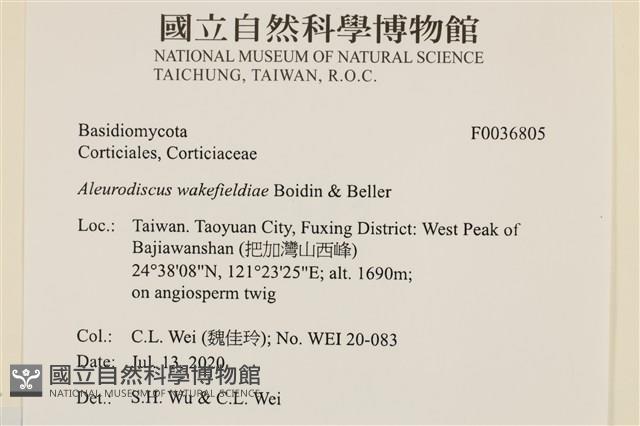 國立自然科學博物館
NATIONAL MUSEUM OF NATURAL SCIENCE
TAICHUNG, TAIWAN, R.O.C.
Basidiomycota F0036805
Corticiales, Corticiaceae
Aleurodiscus wakefieldiae Boidin & Beller
Loc.: Taiwan. Taoyuan City, Fuxing District: West Peak of
Bajiawanshan (把加灣山西峰)
24°38'08"N, 121°23'25"E; alt. 1690m;
on angiosperm twig
Col.: C.L. Wei (魏佳玲); No. WEI 20-083
Date: Jul. 13, 2020
國立自然科學博物館
NATIONAL MUSEUM OF NATURAL SCIENCE
Det.: S.H. Wu & C.L. Wei